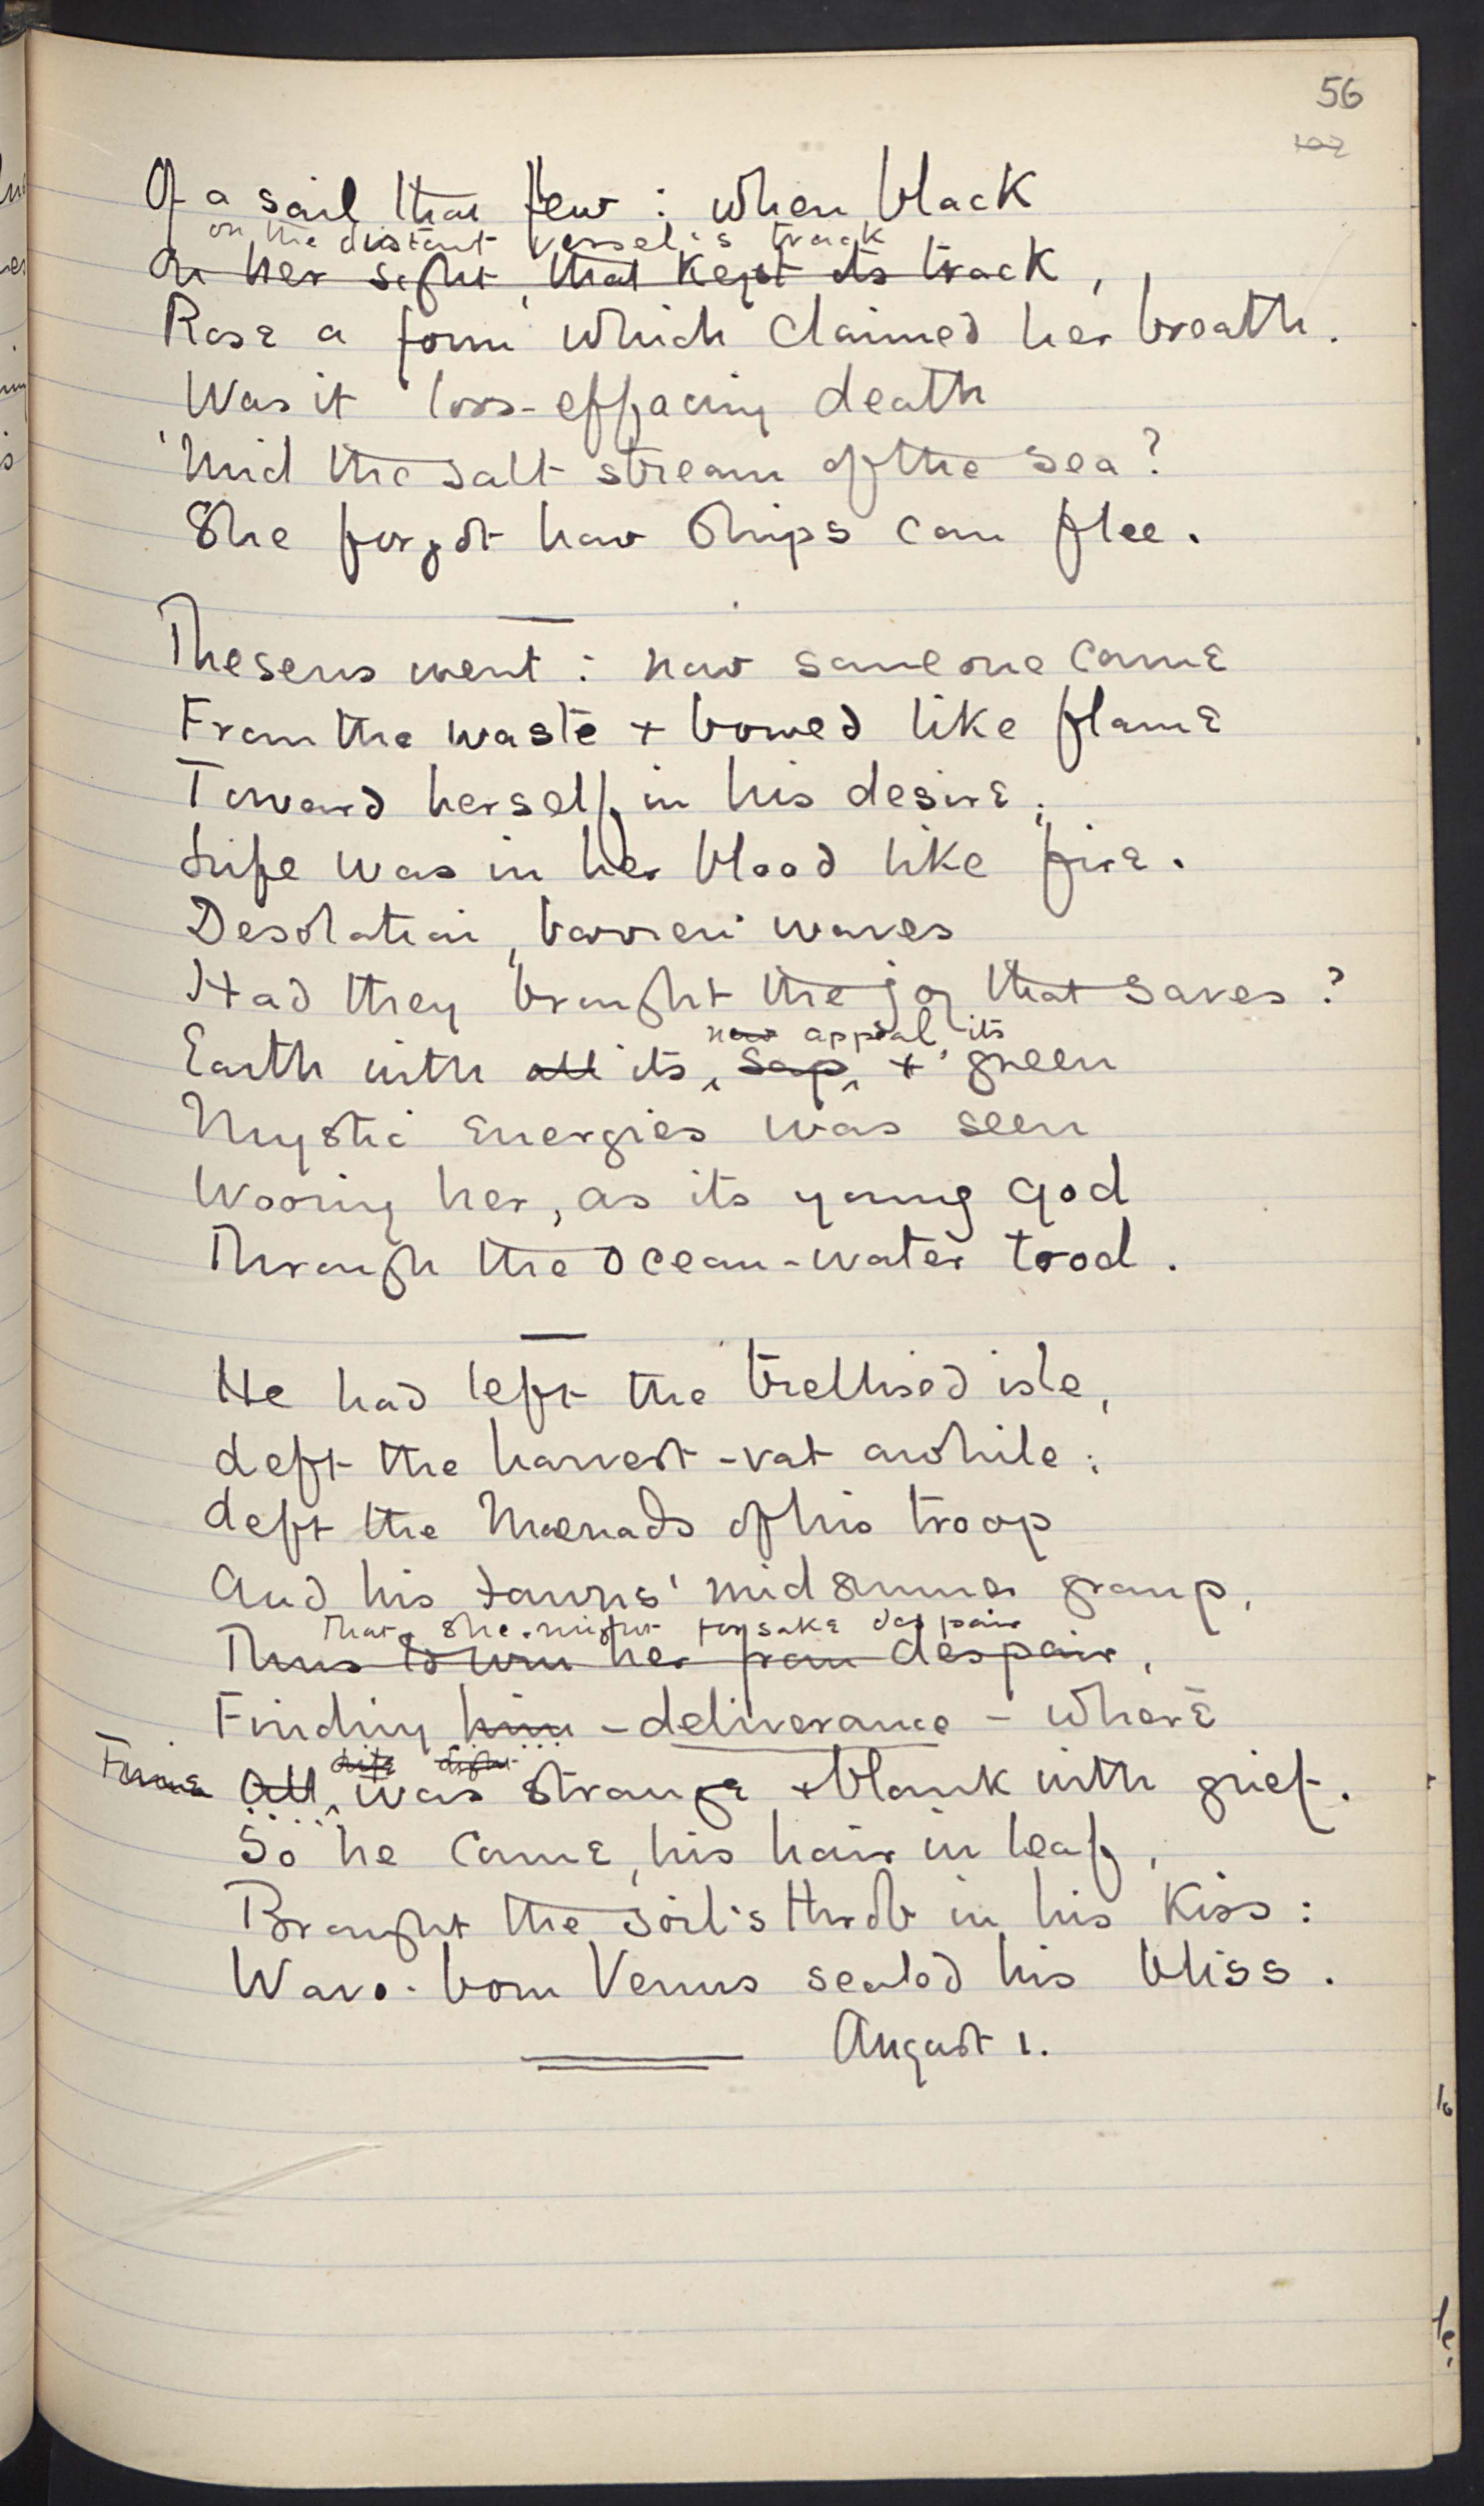 56
102
Of a sail that flew : when black
on the distant vessel's track
On her sight, that kept its track,
Rose a form which claimed her breath.
Was it loss-effacing death
'Mid the salt stream of the sea?
She forgot how Ships can flee.
Theseus went : now someone came
From the waste + bowed like flame
Toward herself in his desire;
Life was in her blood like fire.
Desolation, barren waves
Had they brought the joy that saves?
new appeal, its
Earth with all its sap, + green
Mystic Energies was seen
Wooing her, as its young god
Through the Ocean-water trod.
He had left the trellised isle,
Left the harvest-vat awhile;
Left the Mænads of his troop
And his fawns' midsummer group,
That she might forsake despair
Thus to win her from despair,
Finding him - deliverance - where
life
All was strange + blank with grief.
So he came, his hair in leaf,
Brought the soil's throb in his Kiss:
Wave-born Venus sealed his bliss.
August 1.